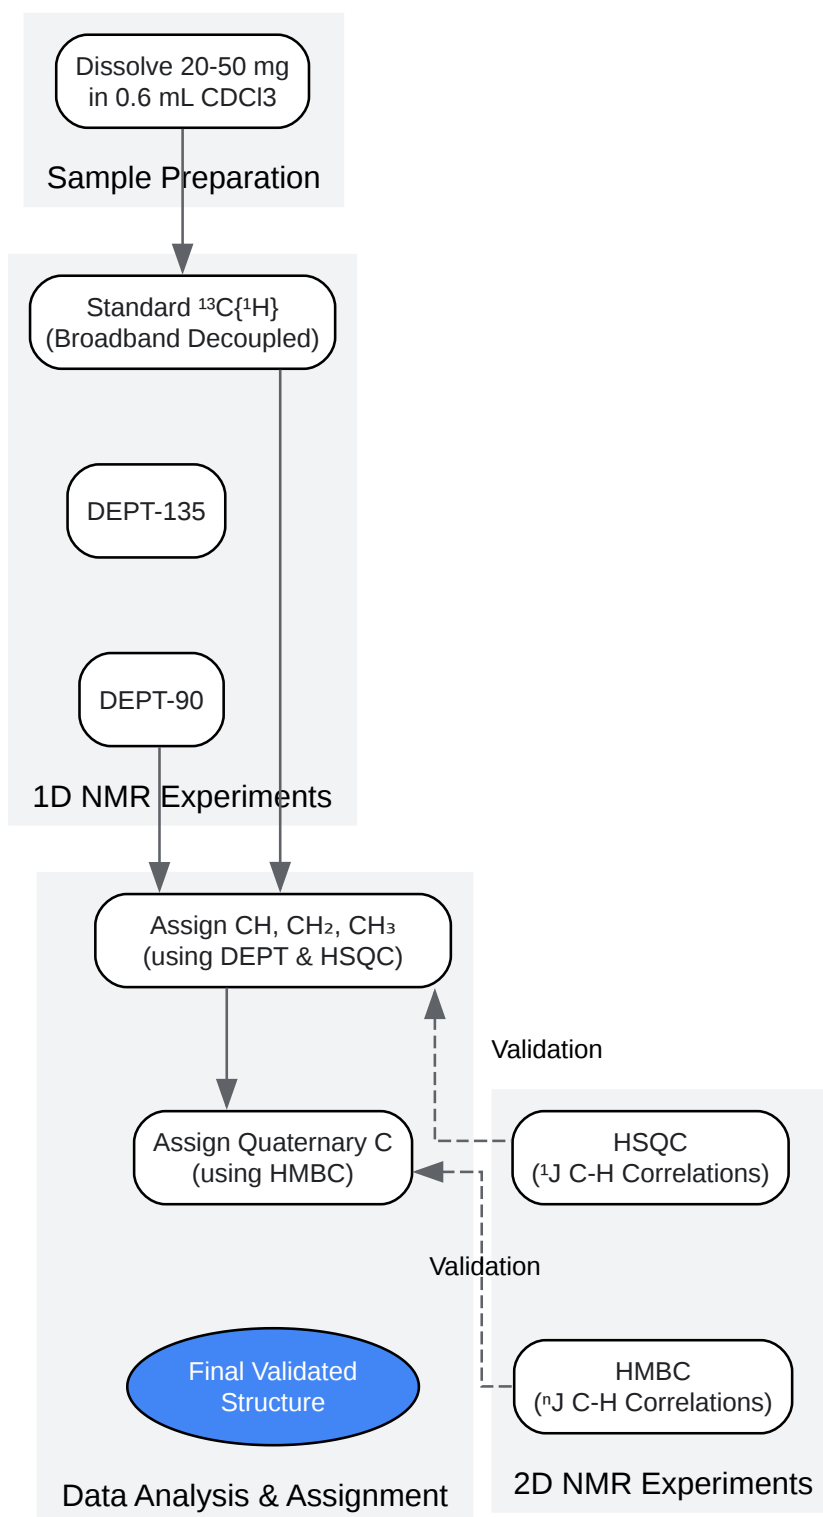 Dissolve 20-50 mg
in 0.6 mL CDCl3
Sample Preparation
Standard ¹³C{¹H}
(Broadband Decoupled)
DEPT-135
DEPT-90
1D NMR Experiments
Assign CH, CH₂, CH₃
(using DEPT & HSQC)
Validation
Assign Quaternary C
(using HMBC)
HSQC
(¹J C-H Correlations)
Validation
Final Validated
Structure
HMBC
(ⁿJ C-H Correlations)
Data Analysis & Assignment
2D NMR Experiments